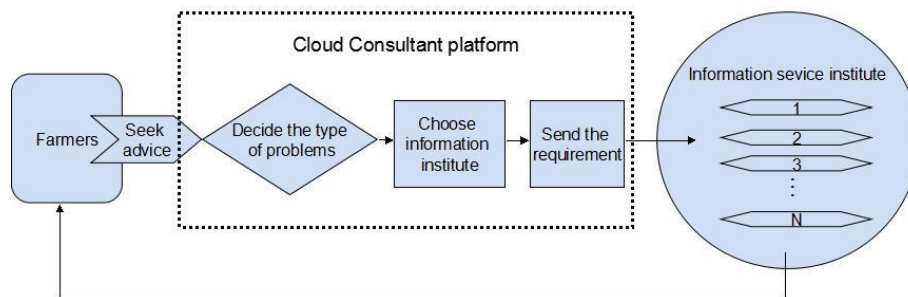 Cloud Consultant platform
Information sevice institute
Farmers
Seek
advice
Decide the type
of problems
Choose
information
institute
Send the
requirement
1
2
3
⋮
N